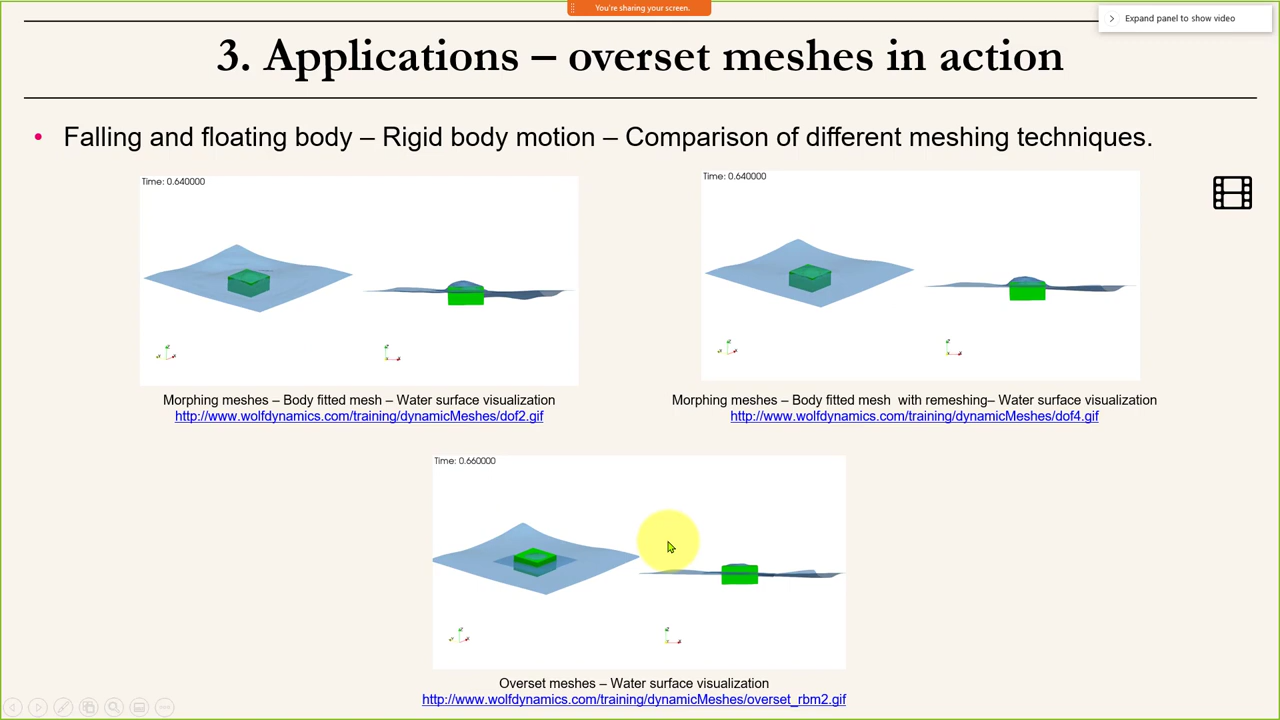 You're sharing your screen.
Expand panel to show video
3. Applications – overset meshes in action
• Falling and floating body – Rigid body motion – Comparison of different meshing techniques.
Time: 0.640000
Time: 0.640000
Morphing meshes – Body fitted mesh – Water surface visualization
http://www.wolfdynamics.com/training/dynamicMeshes/dof2.gif
Morphing meshes – Body fitted mesh with remeshing– Water surface visualization
http://www.wolfdynamics.com/training/dynamicMeshes/dof4.gif
Time: 0.660000
Overset meshes – Water surface visualization
http://www.wolfdynamics.com/training/dynamicMeshes/overset_rbm2.gif